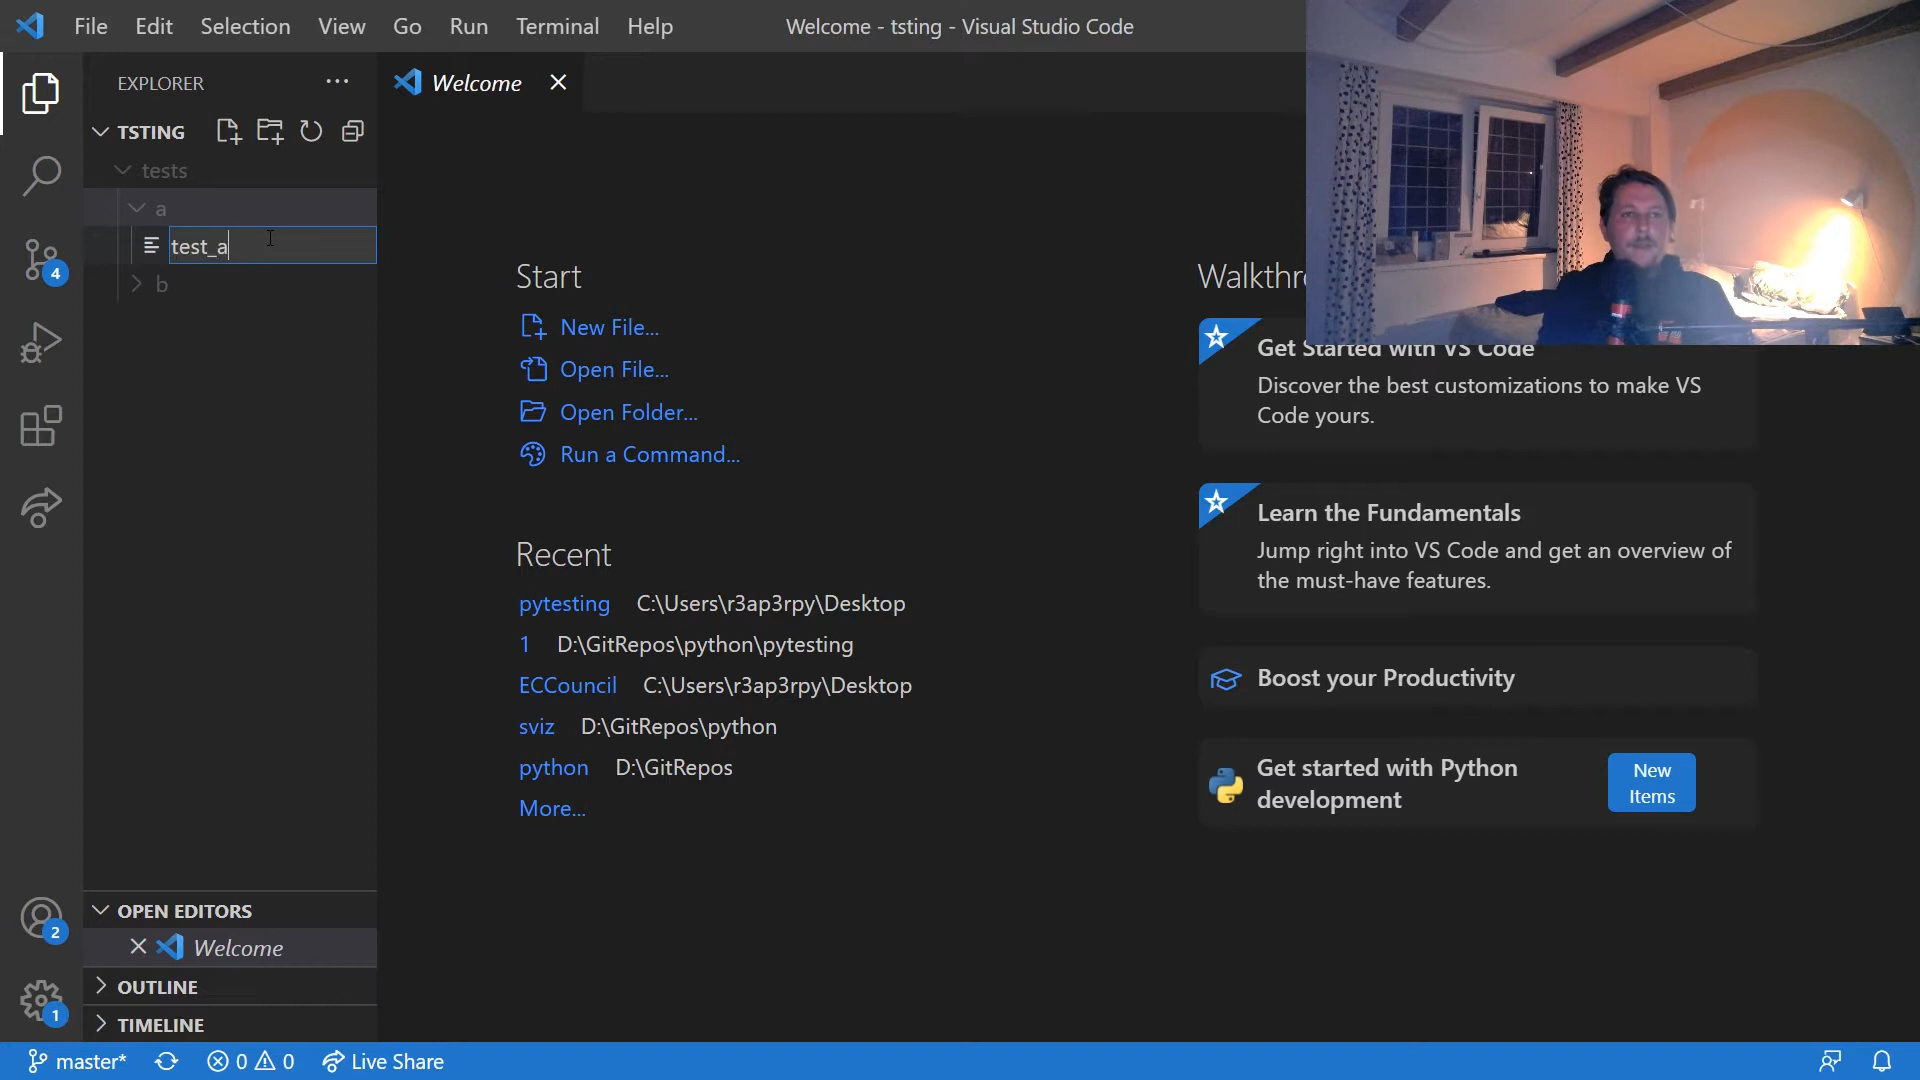 File Edit Selection View Go Run Terminal Help
Welcome - tsting - Visual Studio Code
EXPLORER
TSTING
tests
a
test_a
b
4
2
1
OPEN EDITORS
Welcome
OUTLINE
TIMELINE
Welcome
Start
New File...
Open File...
Open Folder...
Run a Command...
Recent
pytesting C:\Users\r3ap3rpy\Desktop
1 D:\GitRepos\python\pytesting
ECCouncil C:\Users\r3ap3rpy\Desktop
sviz D:\GitRepos\python
python D:\GitRepos
More...
Get Started with VS Code
Discover the best customizations to make VS
Code yours.
Learn the Fundamentals
Jump right into VS Code and get an overview of
the must-have features.
Boost your Productivity
Get started with Python
development
New
Items
master* 0 0 Live Share